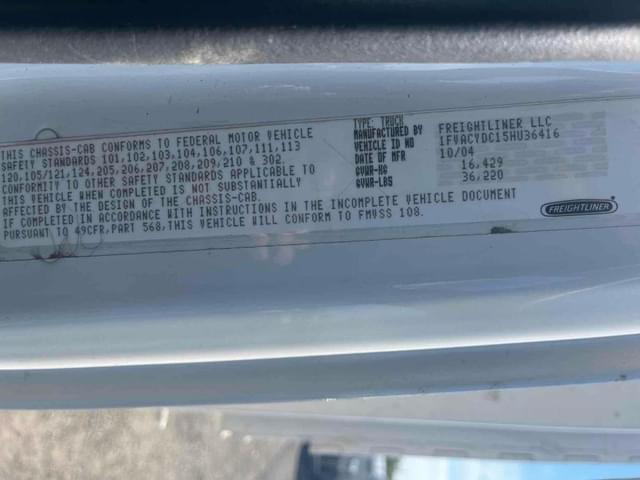 THIS CHASSIS-CAB CONFORMS TO FEDERAL MOTOR VEHICLE
SAFETY STANDARDS 101,102,103,104,106,107,111,113
120,105/121,124,205,206,207,208,209,210 & 302.
CONFORMITY TO OTHER SAFETY STANDARDS APPLICABLE TO
THIS VEHICLE WHEN COMPLETED IS NOT SUBSTANTIALLY
AFFECTED BY THE DESIGN OF THE CHASSIS-CAB.
IF COMPLETED IN ACCORDANCE WITH INSTRUCTIONS IN THE INCOMPLETE VEHICLE DOCUMENT
PURSUANT TO 49CFR,PART 568,THIS VEHICLE WILL CONFORM TO FMVSS 108.
TYPE: TRUCK
MANUFACTURED BY FREIGHTLINER LLC
VEHICLE ID NO 1FVACYDC15HU36416
DATE OF MFR 10/04
GVWR-KG 16,429
GVWR-LBS 36,220
FREIGHTLINER